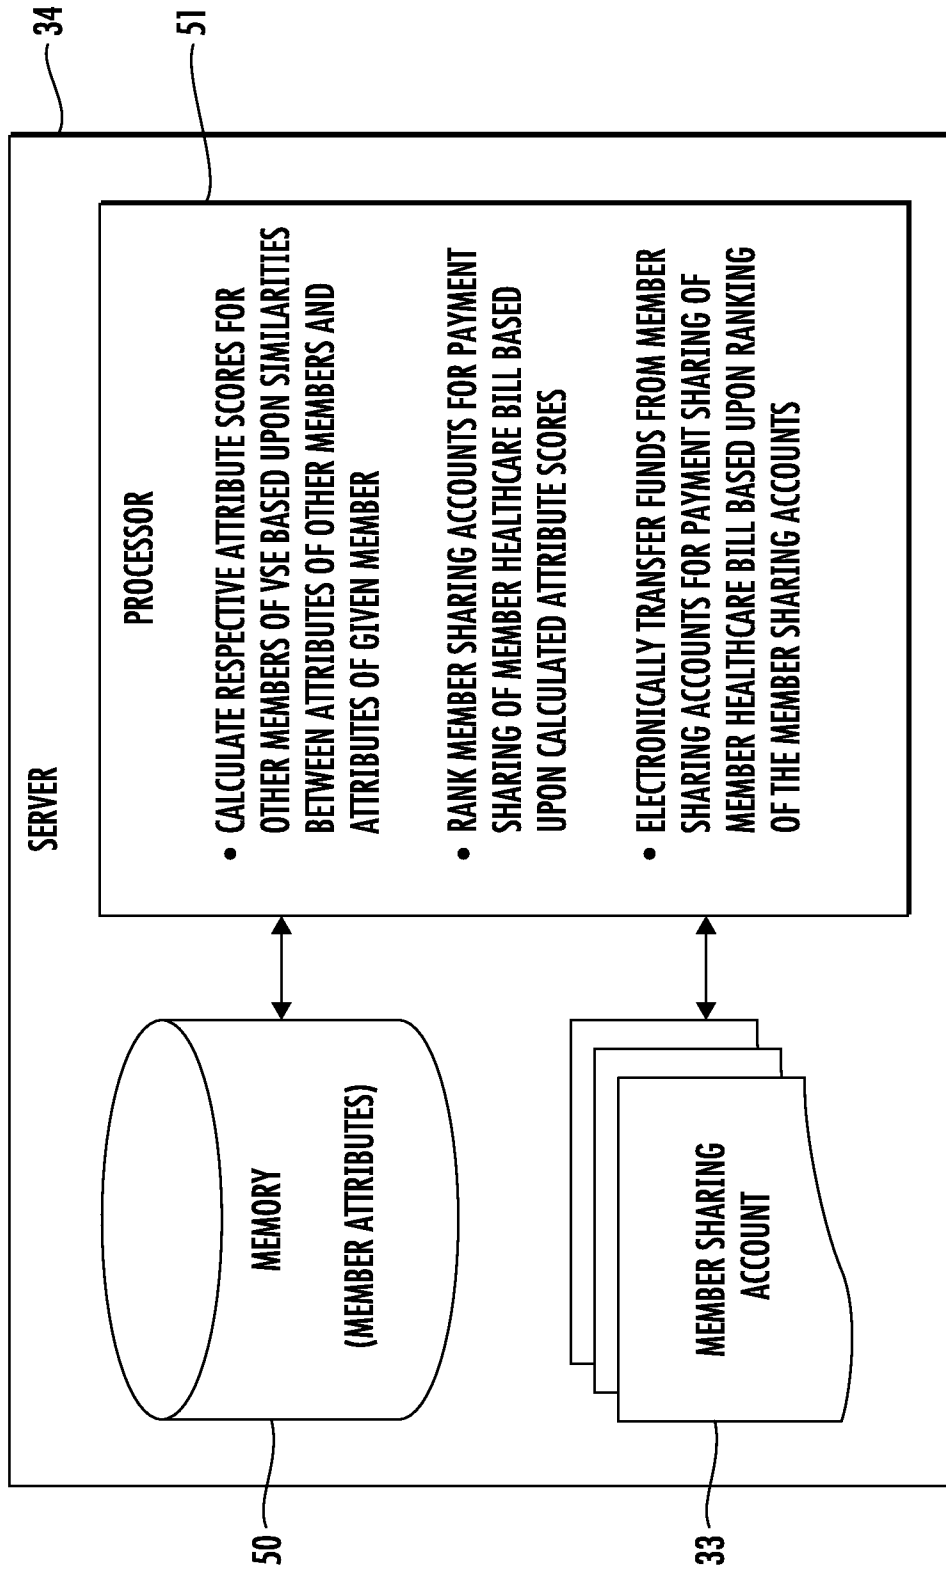 SERVER
34
PROCESSOR
51
• CALCULATE RESPECTIVE ATTRIBUTE SCORES FOR
OTHER MEMBERS OF VSE BASED UPON SIMILARITIES
BETWEEN ATTRIBUTES OF OTHER MEMBERS AND
ATTRIBUTES OF GIVEN MEMBER
• RANK MEMBER SHARING ACCOUNTS FOR PAYMENT
SHARING OF MEMBER HEALTHCARE BILL BASED
UPON CALCULATED ATTRIBUTE SCORES
• ELECTRONICALLY TRANSFER FUNDS FROM MEMBER
SHARING ACCOUNTS FOR PAYMENT SHARING OF
MEMBER HEALTHCARE BILL BASED UPON RANKING
OF THE MEMBER SHARING ACCOUNTS
MEMORY
(MEMBER ATTRIBUTES)
50
MEMBER SHARING
ACCOUNT
33